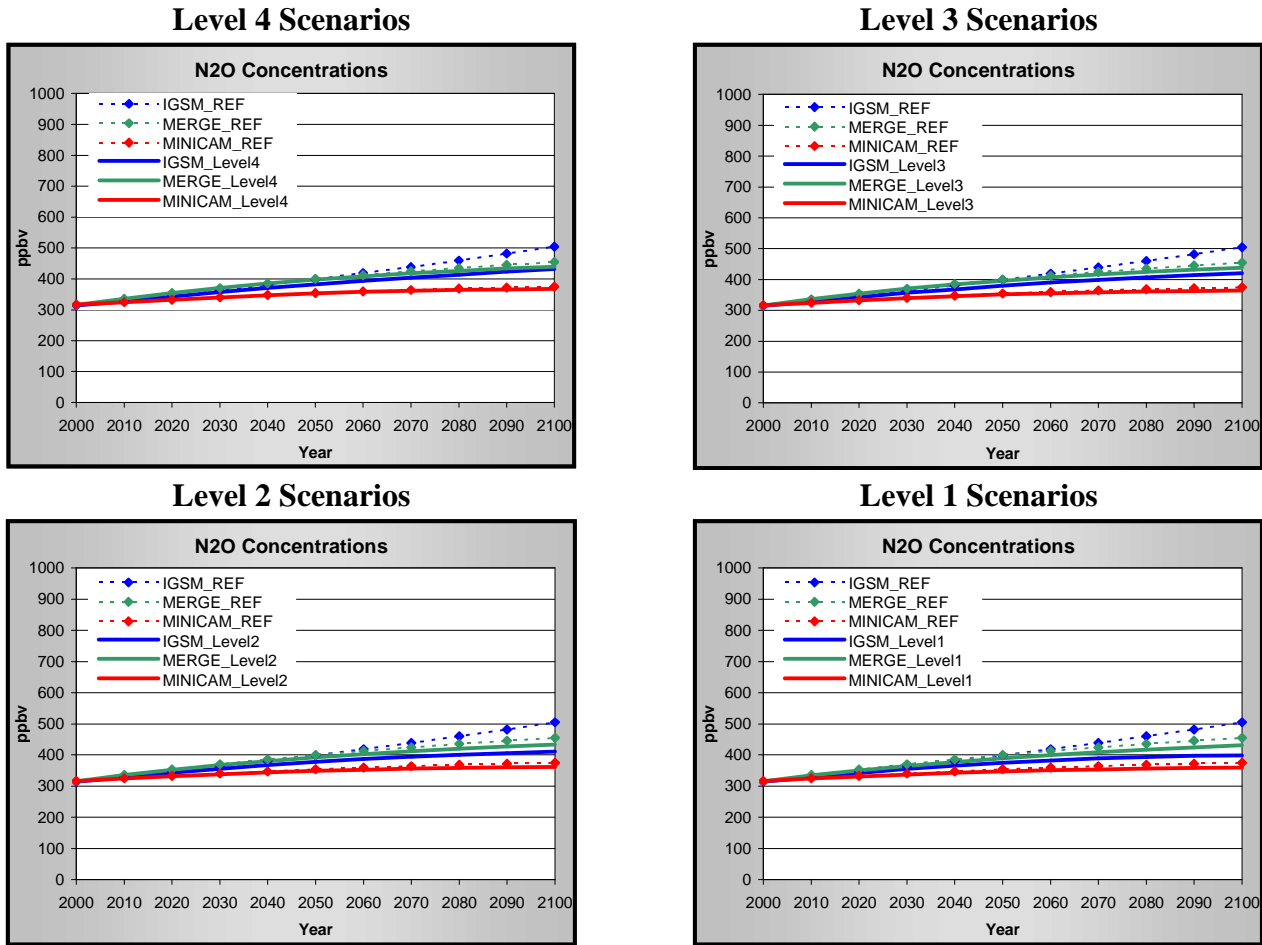 Level 4 Scenarios
N2O Concentrations
1000
900
800
700
600
500
400
300
200
100
0
ppbv
IGSM_REF
MERGE_REF
MINICAM_REF
IGSM_Level4
MERGE_Level4
MINICAM_Level4
2000 2010 2020 2030 2040 2050 2060 2070 2080 2090 2100
Year
Level 3 Scenarios
N2O Concentrations
1000
900
800
700
600
500
400
300
200
100
0
ppbv
IGSM_REF
MERGE_REF
MINICAM_REF
IGSM_Level3
MERGE_Level3
MINICAM_Level3
2000 2010 2020 2030 2040 2050 2060 2070 2080 2090 2100
Year
Level 2 Scenarios
N2O Concentrations
1000
900
800
700
600
500
400
300
200
100
0
ppbv
IGSM_REF
MERGE_REF
MINICAM_REF
IGSM_Level2
MERGE_Level2
MINICAM_Level2
2000 2010 2020 2030 2040 2050 2060 2070 2080 2090 2100
Year
Level 1 Scenarios
N2O Concentrations
1000
900
800
700
600
500
400
300
200
100
0
ppbv
IGSM_REF
MERGE_REF
MINICAM_REF
IGSM_Level1
MERGE_Level1
MINICAM_Level1
2000 2010 2020 2030 2040 2050 2060 2070 2080 2090 2100
Year